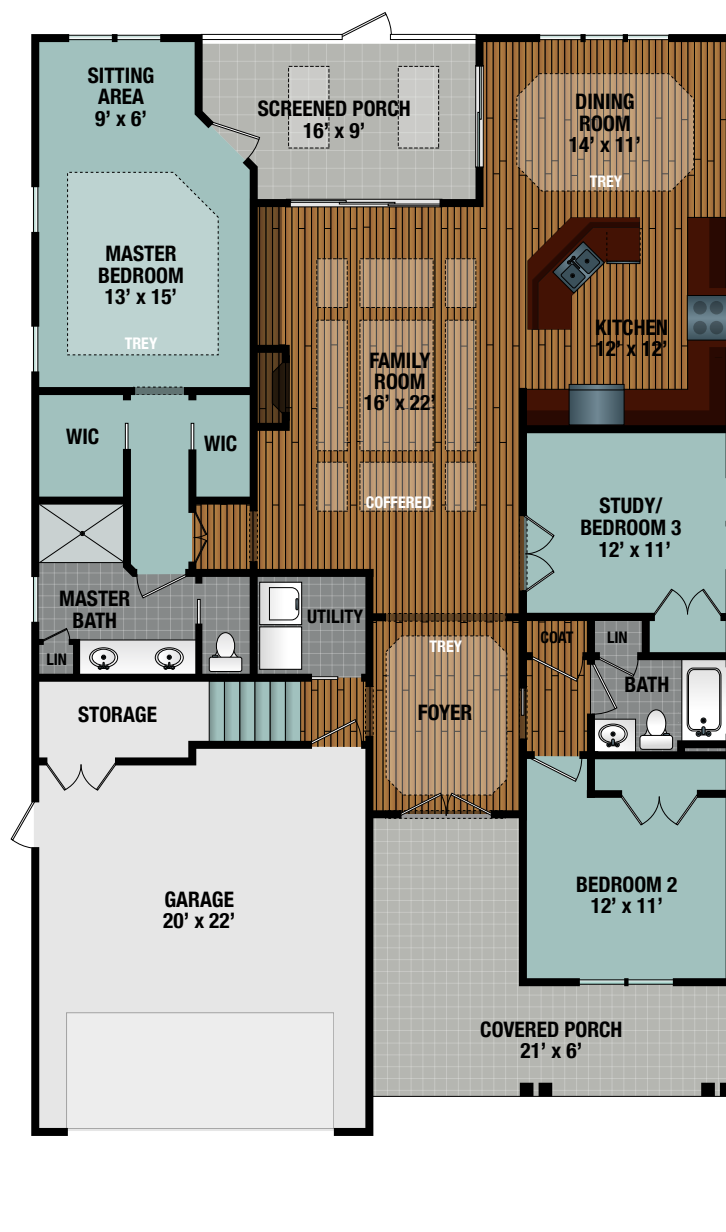 SITTING
AREA
9’ x 6’
SCREENED PORCH
16’ x 9’
DINING
ROOM
14’ x 11’
TREY
MASTER
BEDROOM
13’ x 15’
TREY
KITCHEN
12’ x 12’
FAMILY
ROOM
16’ x 22’
COFFERED
WIC
WIC
STUDY/
BEDROOM 3
12’ x 11’
MASTER
BATH
LIN
UTILITY
TREY
FOYER
COAT
LIN
BATH
STORAGE
GARAGE
20’ x 22’
BEDROOM 2
12’ x 11’
COVERED PORCH
21’ x 6’